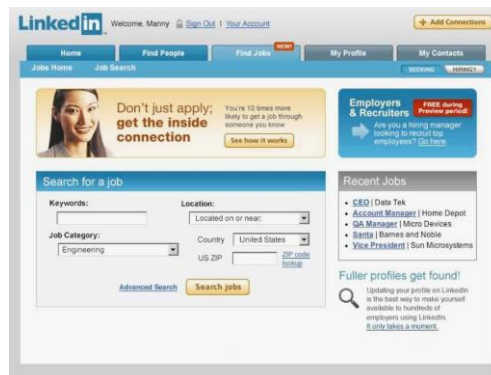 Linkedin Welcome, Manny Sign Out | Your Account + Add Connections
NEW!
Home Find People Find Jobs My Profile My Contacts
Jobs Home Job Search SEEKING HIRING?
Don't just apply;
get the inside
connection
You're 10 times more
likely to get a job through
someone you know
See how it works
Employers
& Recruiters
FREE during
Preview period!
Are you a hiring manager
looking to recruit top
employees? Go here.
Search for a job
Keywords:
Job Category:
Engineering
Location:
Located on or near:
Country United States
US ZIP ZIP code
lookup
Advanced Search Search jobs
Recent Jobs
• CEO | Data Tek
• Account Manager | Home Depot
• QA Manager | Micro Devices
• Santa | Barnes and Noble
• Vice President | Sun Microsystems
Fuller profiles get found!
Updating your profile on LinkedIn
is the best way to make yourself
available to hundreds of
employers using LinkedIn.
It only takes a moment.